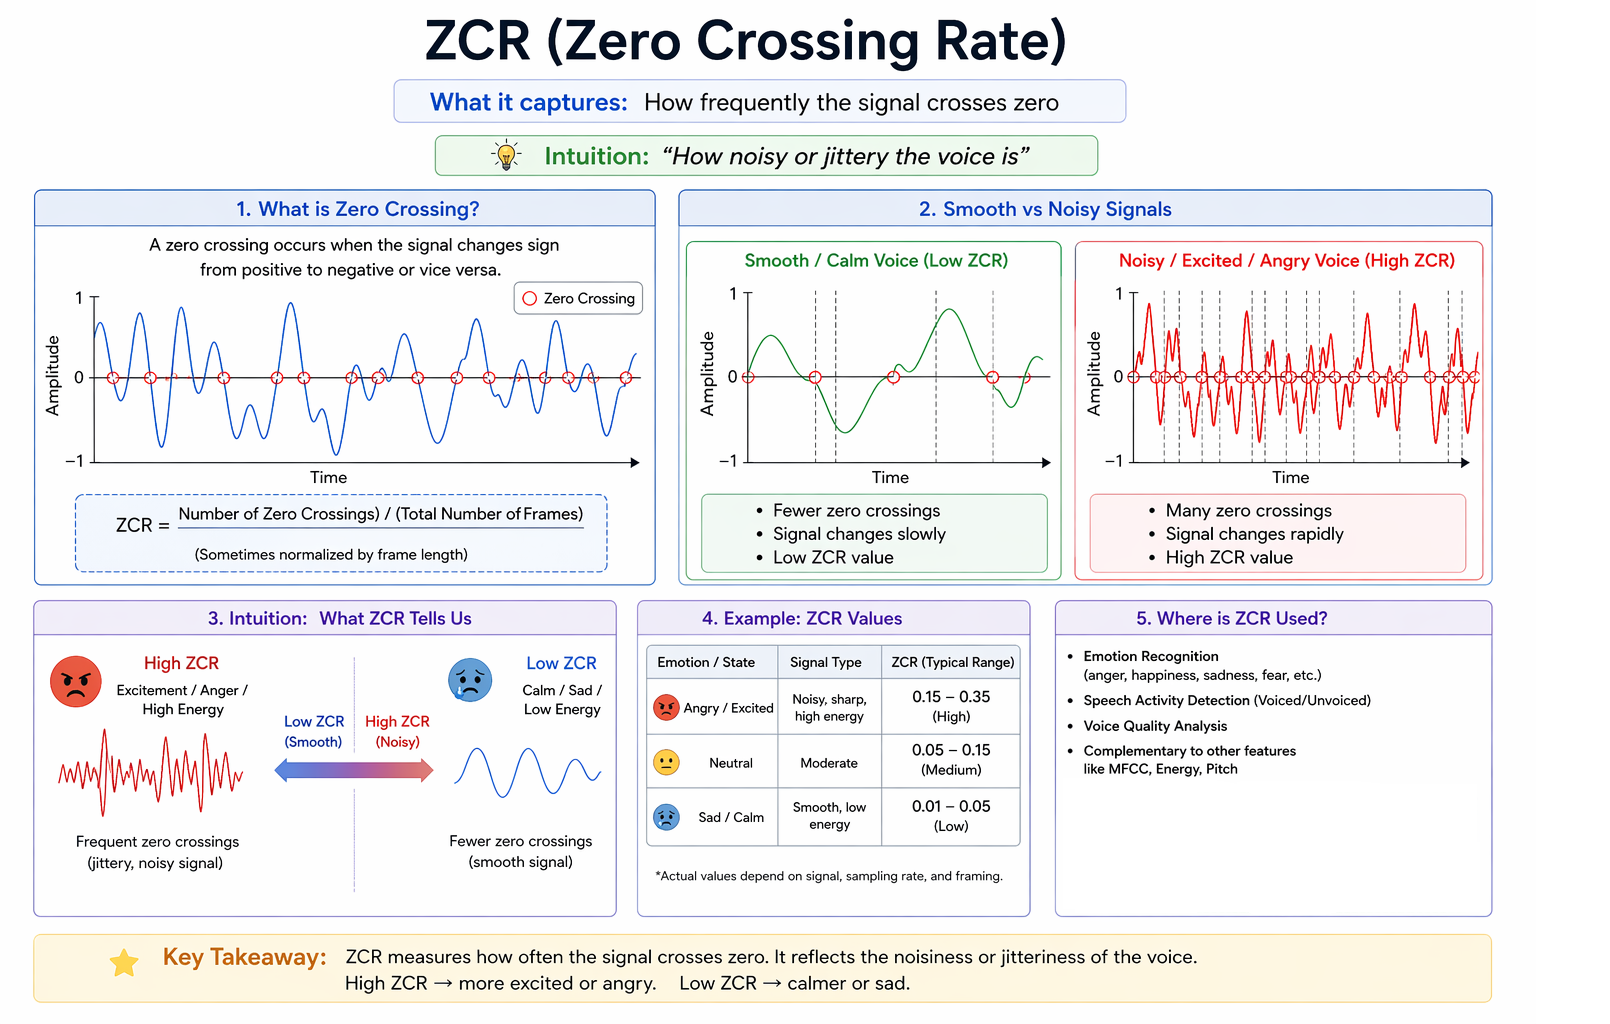 ZCR (Zero Crossing Rate)
What it captures: How frequently the signal crosses zero
Intuition: “How noisy or jittery the voice is”
1. What is Zero Crossing?
A zero crossing occurs when the signal changes sign
from positive to negative or vice versa.
Zero Crossing
1
0
−1
Amplitude
Time
ZCR = Number of Zero Crossings) / (Total Number of Frames)
(Sometimes normalized by frame length)
2. Smooth vs Noisy Signals
Smooth / Calm Voice (Low ZCR)
1
0
−1
Amplitude
Time
• Fewer zero crossings
• Signal changes slowly
• Low ZCR value
Noisy / Excited / Angry Voice (High ZCR)
1
0
−1
Amplitude
Time
• Many zero crossings
• Signal changes rapidly
• High ZCR value
3. Intuition: What ZCR Tells Us
High ZCR
Excitement / Anger /
High Energy
Frequent zero crossings
(jittery, noisy signal)
Low ZCR
(Smooth)
High ZCR
(Noisy)
Low ZCR
Calm / Sad /
Low Energy
Fewer zero crossings
(smooth signal)
4. Example: ZCR Values
Emotion / State Signal Type ZCR (Typical Range)
Angry / Excited
Noisy, sharp,
high energy
0.15 – 0.35
(High)
Neutral
Moderate
0.05 – 0.15
(Medium)
Sad / Calm
Smooth, low
energy
0.01 – 0.05
(Low)
*Actual values depend on signal, sampling rate, and framing.
5. Where is ZCR Used?
• Emotion Recognition
(anger, happiness, sadness, fear, etc.)
• Speech Activity Detection (Voiced/Unvoiced)
• Voice Quality Analysis
• Complementary to other features
like MFCC, Energy, Pitch
Key Takeaway: ZCR measures how often the signal crosses zero. It reflects the noisiness or jitteriness of the voice.
High ZCR → more excited or angry. Low ZCR → calmer or sad.